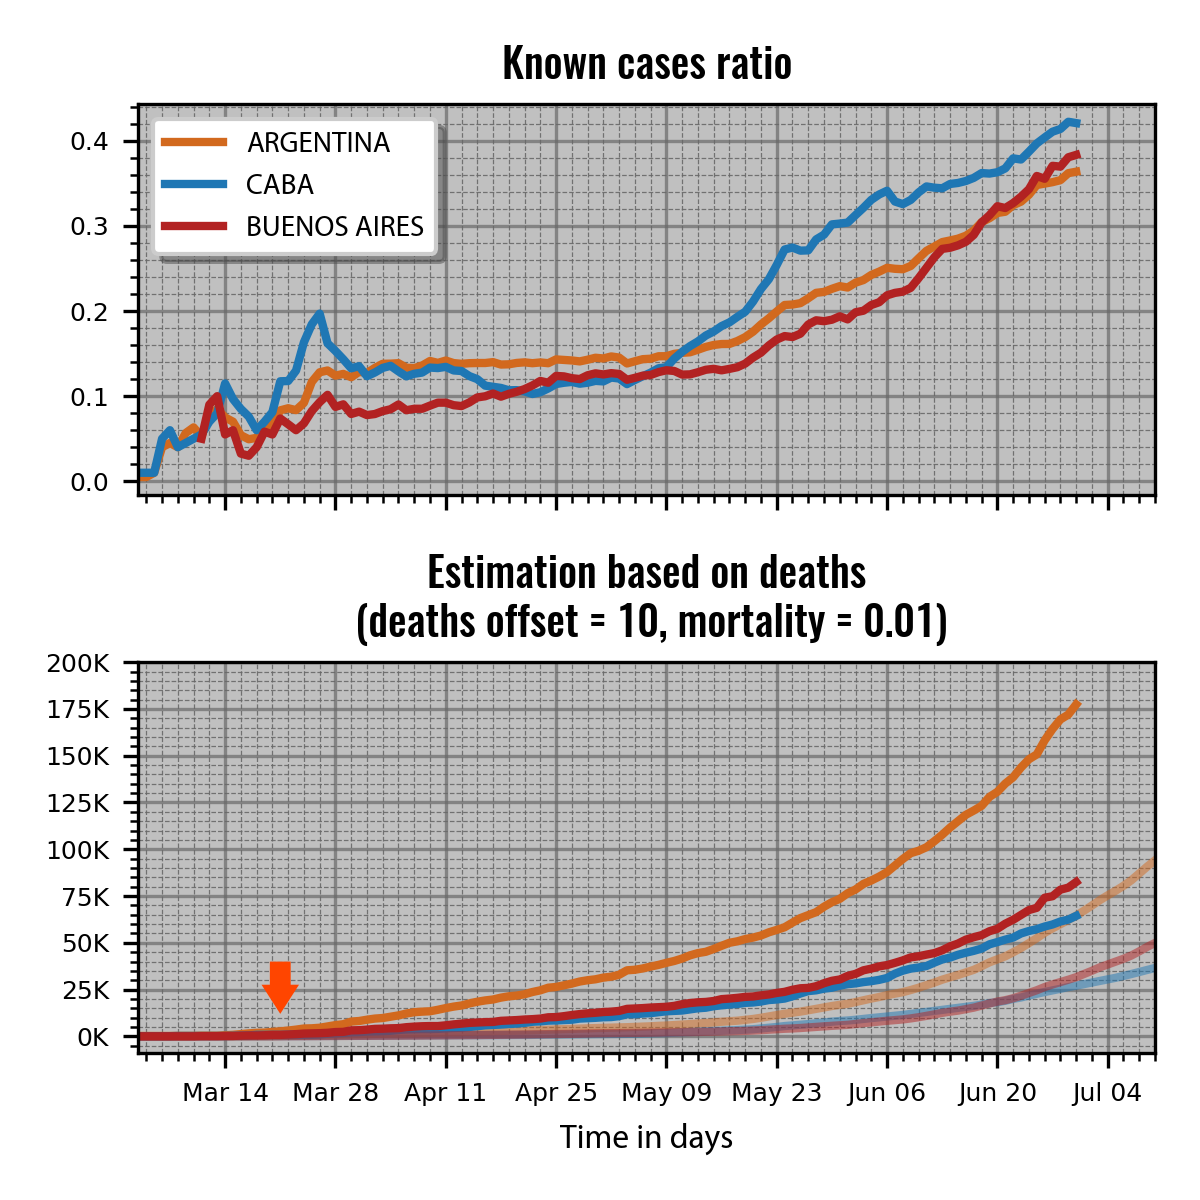 Known cases ratio
0.4
0.3
0.2
0.1
0.0
ARGENTINA
CABA
BUENOS AIRES
Estimation based on deaths
(deaths offset = 10, mortality = 0.01)
200K
175K
150K
125K
100K
75K
50K
25K
0K
Mar 14 Mar 28 Apr 11 Apr 25 May 09 May 23 Jun 06 Jun 20 Jul 04
Time in days